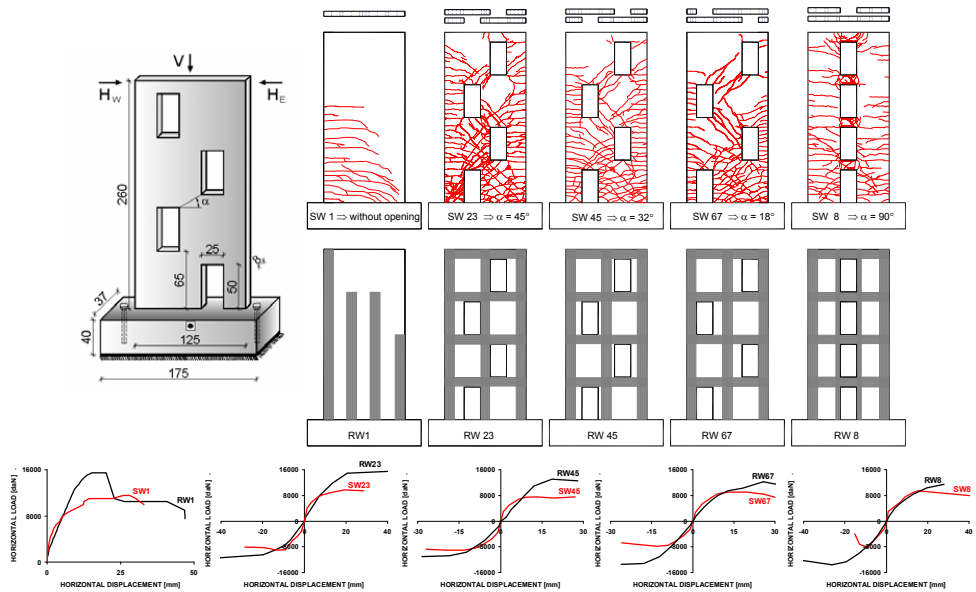 V
H W
H E
260
α
25
65
50
8
37
40
125
175
SW 1 ⇒ without opening
SW 23 ⇒ α = 45°
SW 45 ⇒ α = 32°
SW 67 ⇒ α = 18°
SW 8 ⇒ α = 90°
RW1
RW 23
RW 45
RW 67
RW 8
HORIZONTAL LOAD [daN]
16000
8000
0
RW1
SW1
0
25
50
HORIZONTAL DISPLACEMENT [mm]
HORIZONTAL LOAD [daN]
16000
8000
0
-8000
-16000
RW23
SW23
-40
-20
0
20
40
HORIZONTAL DISPLACEMENT [mm]
HORIZONTAL LOAD [daN]
16000
8000
0
-8000
-16000
RW45
SW45
-30
-15
0
15
30
HORIZONTAL DISPLACEMENT [mm]
HORIZONTAL LOAD [daN]
16000
8000
0
-8000
-16000
RW67
SW67
-30
-15
0
15
30
HORIZONTAL DISPLACEMENT [mm]
HORIZONTAL LOAD [daN]
16000
8000
0
-8000
-16000
RW8
SW8
-40
-20
0
20
40
HORIZONTAL DISPLACEMENT [mm]